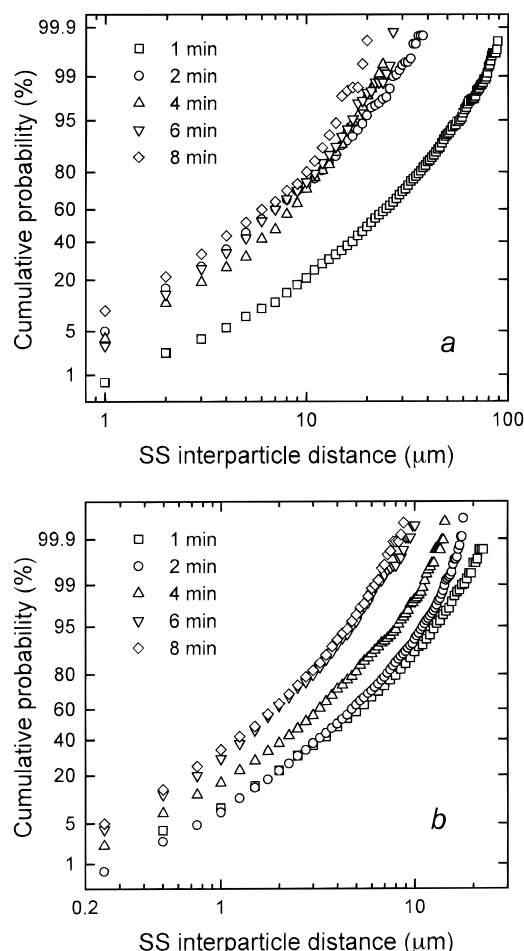 99.9
99
95
80
60
40
20
5
1
Cumulative probability (%)
1 min
2 min
4 min
6 min
8 min
a
1
10
100
SS interparticle distance (μm)
99.9
99
95
80
60
40
20
5
1
Cumulative probability (%)
1 min
2 min
4 min
6 min
8 min
b
0.2
1
10
SS interparticle distance (μm)